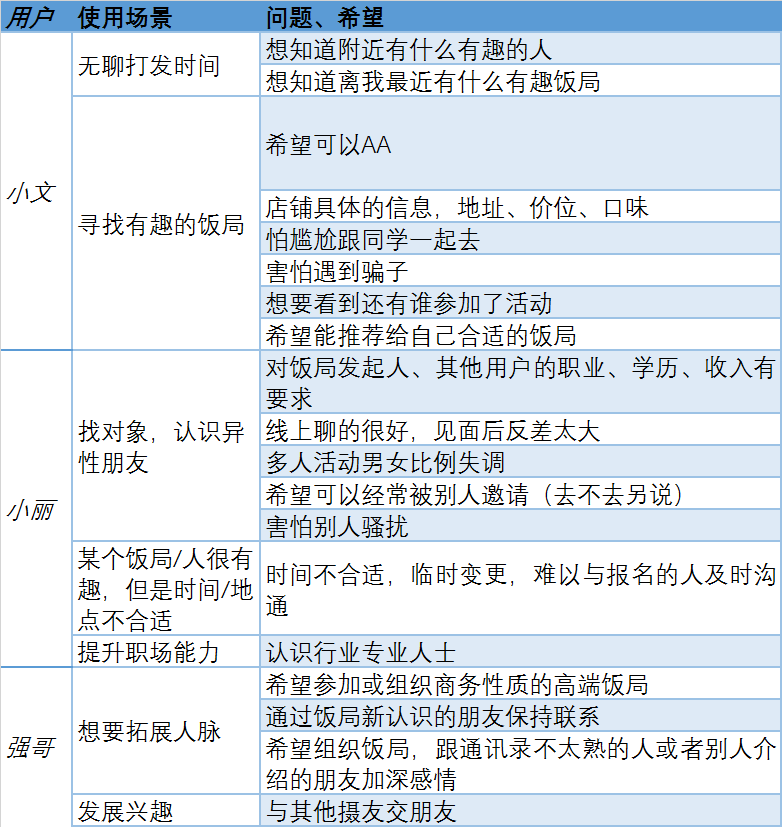 用户 使用场景 问题、希望
小文
无聊打发时间
想知道附近有什么有趣的人
想知道离我最近有什么有趣饭局
寻找有趣的饭局
希望可以AA
店铺具体的信息，地址、价位、口味
怕尴尬跟同学一起去
害怕遇到骗子
想要看到还有谁参加了活动
希望能推荐给自己合适的饭局
小丽
找对象，认识异
性朋友
对饭局发起人、其他用户的职业、学历、收入有
要求
线上聊的很好，见面后反差太大
多人活动男女比例失调
希望可以经常被别人邀请（去不去另说）
害怕别人骚扰
某个饭局/人很有
趣，但是时间/地
点不合适
时间不合适，临时变更，难以与报名的人及时沟
通
提升职场能力
认识行业专业人士
强哥
想要拓展人脉
希望参加或组织商务性质的高端饭局
通过饭局新认识的朋友保持联系
希望组织饭局，跟通讯录不太熟的人或者别人介
绍的朋友加深感情
发展兴趣
与其他摄友交朋友